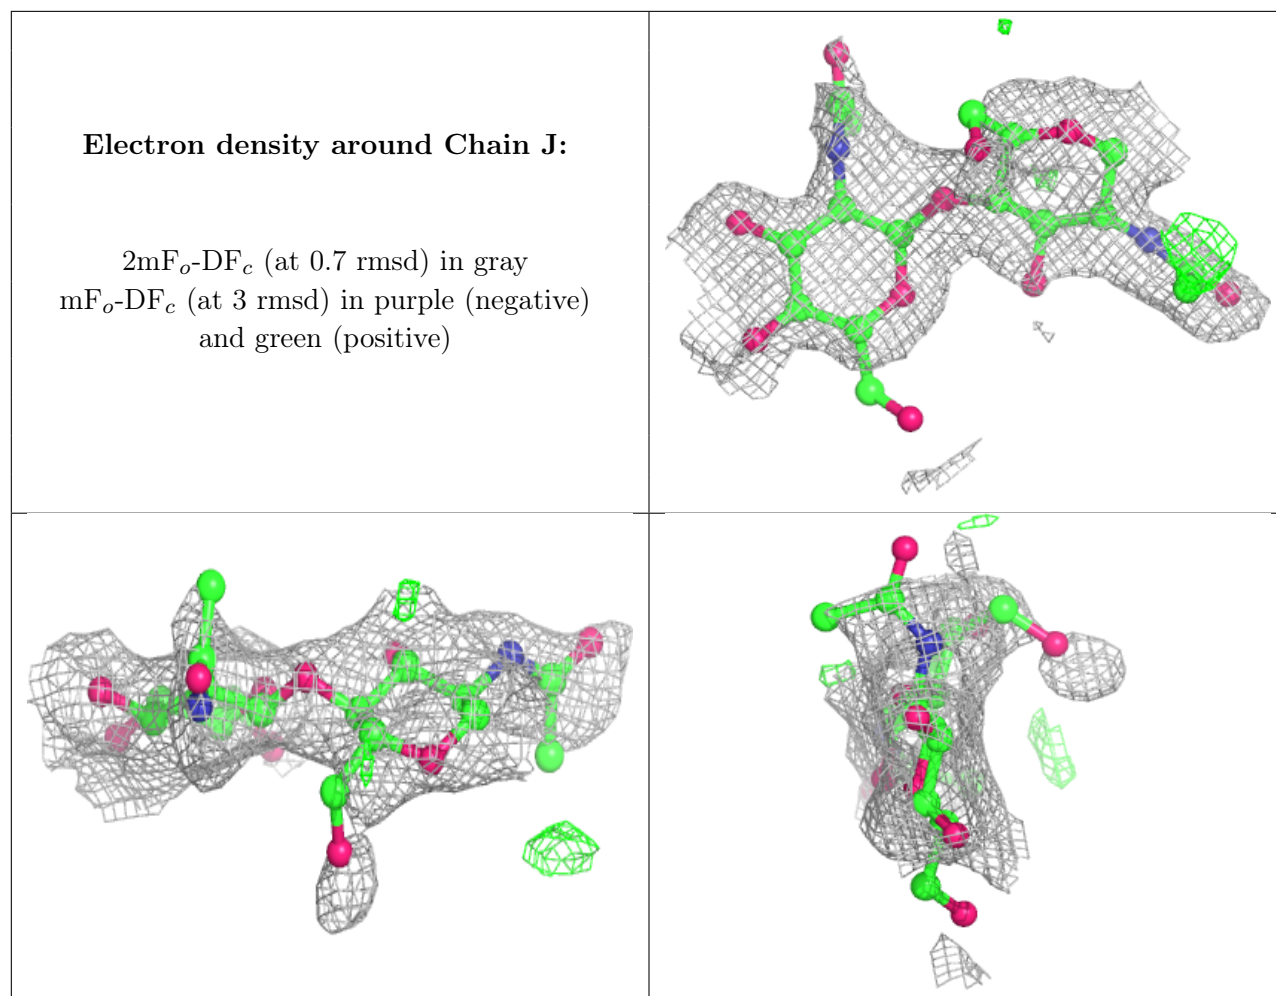 Electron density around Chain J:
2mFo-DFc (at 0.7 rmsd) in gray
mFo-DFc (at 3 rmsd) in purple (negative)
and green (positive)